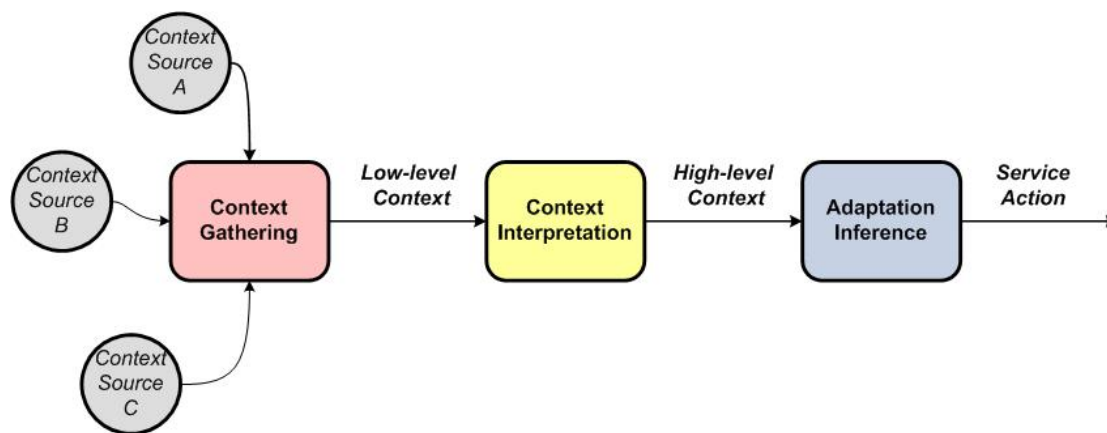 Context
Source
A
Context
Source
B
Context
Source
C
Context
Gathering
Low-level
Context
Context
Interpretation
High-level
Context
Adaptation
Inference
Service
Action